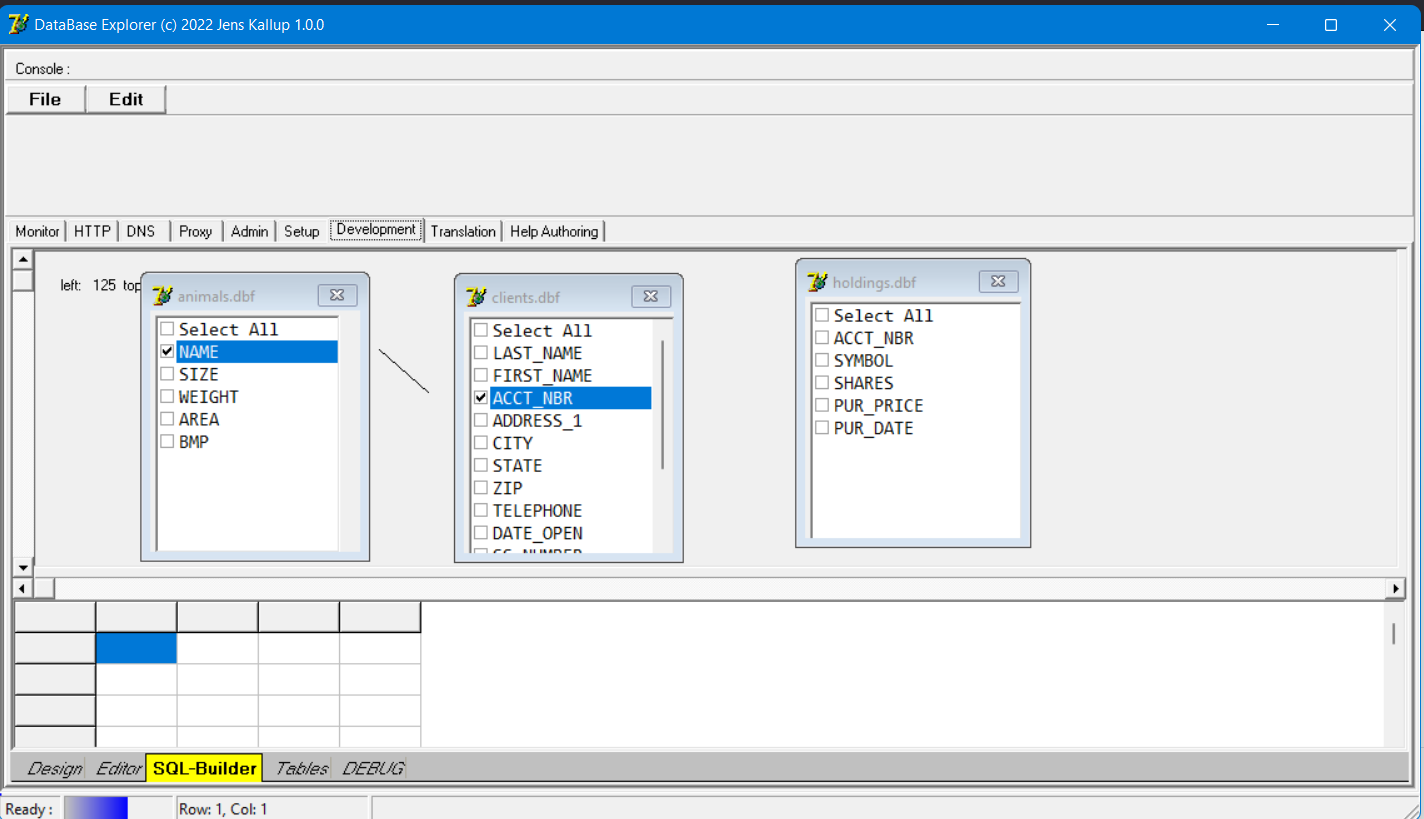 DataBase Explorer (c) 2022 Jens Kallup 1.0.0
Console :
File Edit
Monitor HTTP DNS Proxy Admin Setup Development Translation Help Authoring
left: 125 top
animals.dbf
Select All
NAME
SIZE
WEIGHT
AREA
BMP
clients.dbf
Select All
LAST_NAME
FIRST_NAME
ACCT_NBR
ADDRESS_1
CITY
STATE
ZIP
TELEPHONE
DATE_OPEN
SS_NUMBER
holdings.dbf
Select All
ACCT_NBR
SYMBOL
SHARES
PUR_PRICE
PUR_DATE
Design Editor SQL-Builder Tables DEBUG
Ready : Row: 1, Col: 1